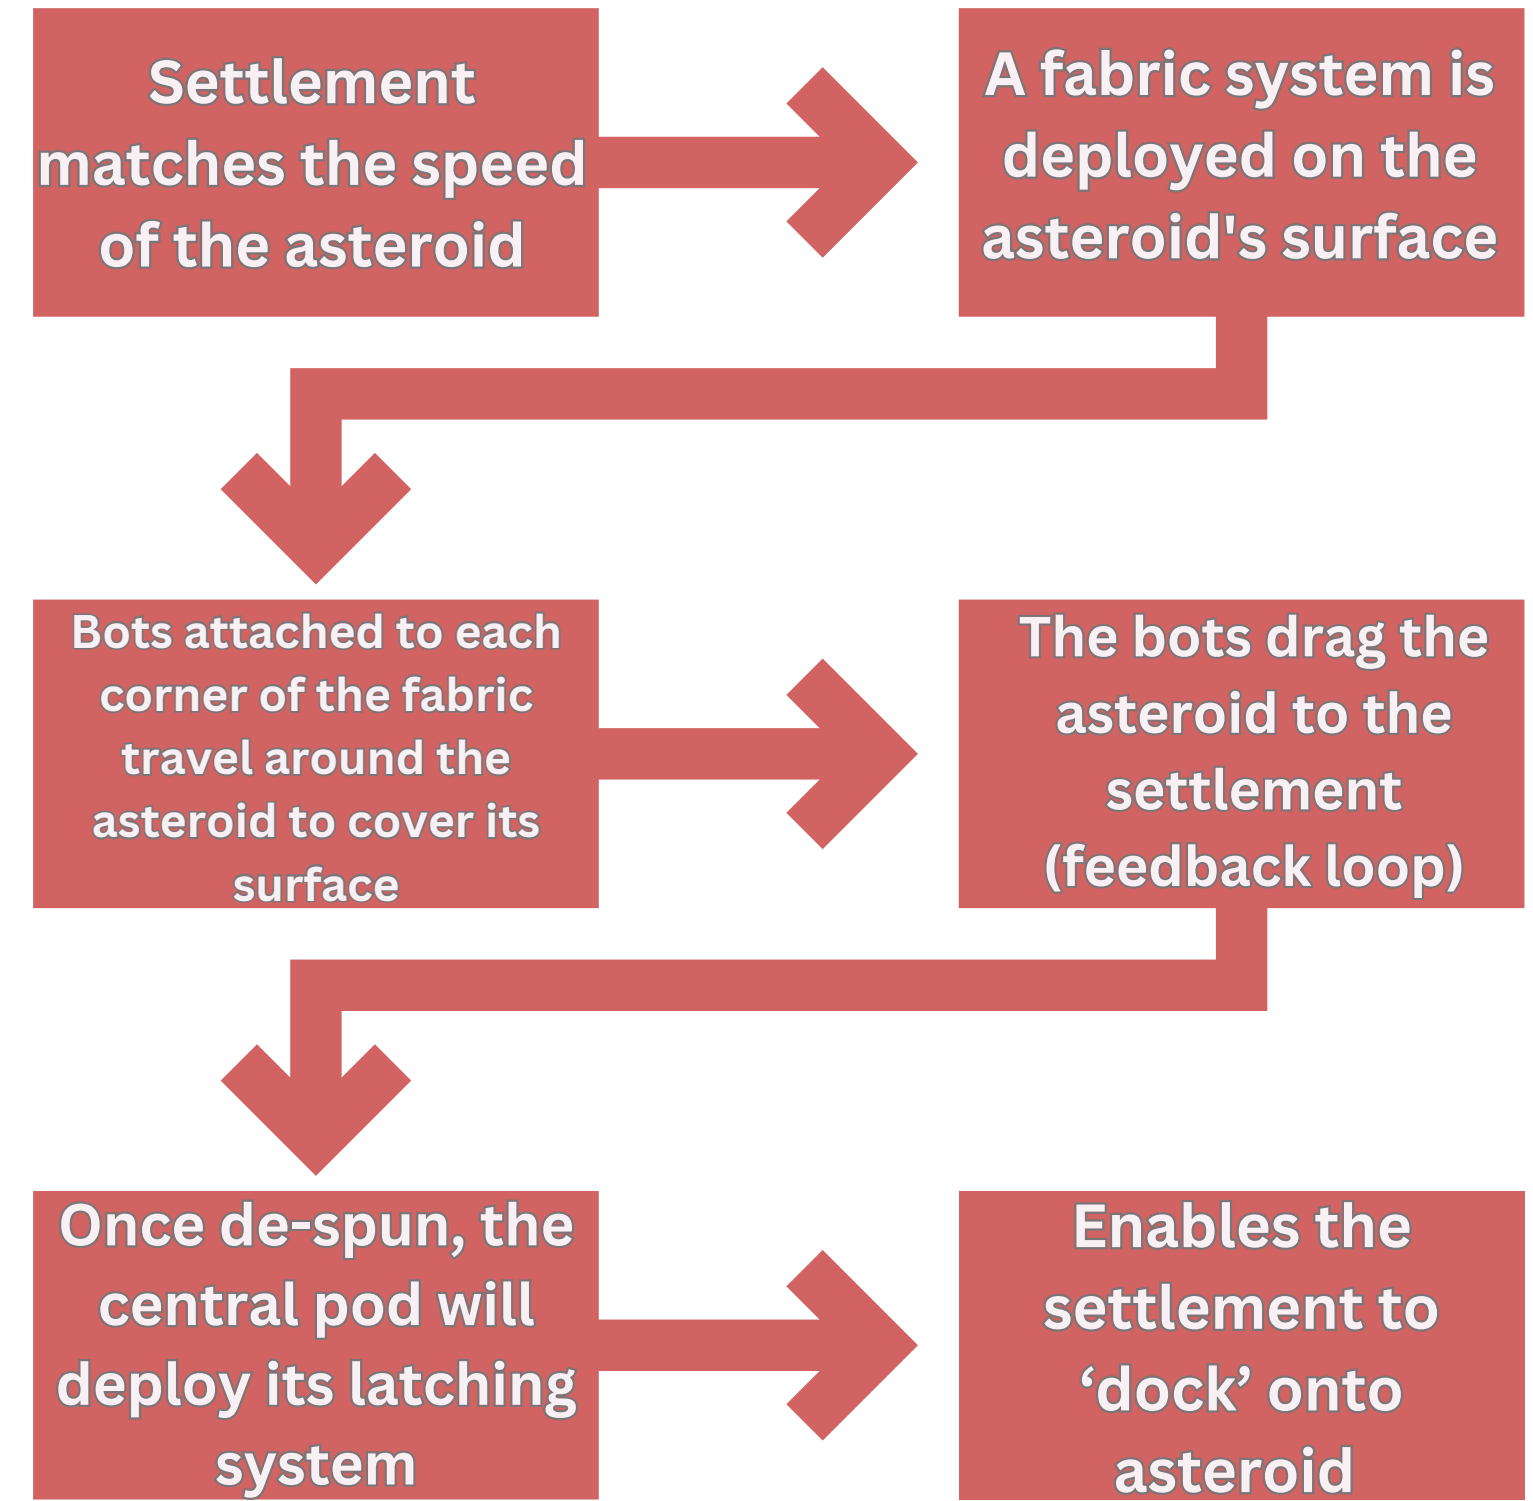 Settlement
matches the speed
of the asteroid
A fabric system is
deployed on the
asteroid's surface
Bots attached to each
corner of the fabric
travel around the
asteroid to cover its
surface
The bots drag the
asteroid to the
settlement
(feedback loop)
Once de-spun, the
central pod will
deploy its latching
system
Enables the
settlement to
‘dock’ onto
asteroid